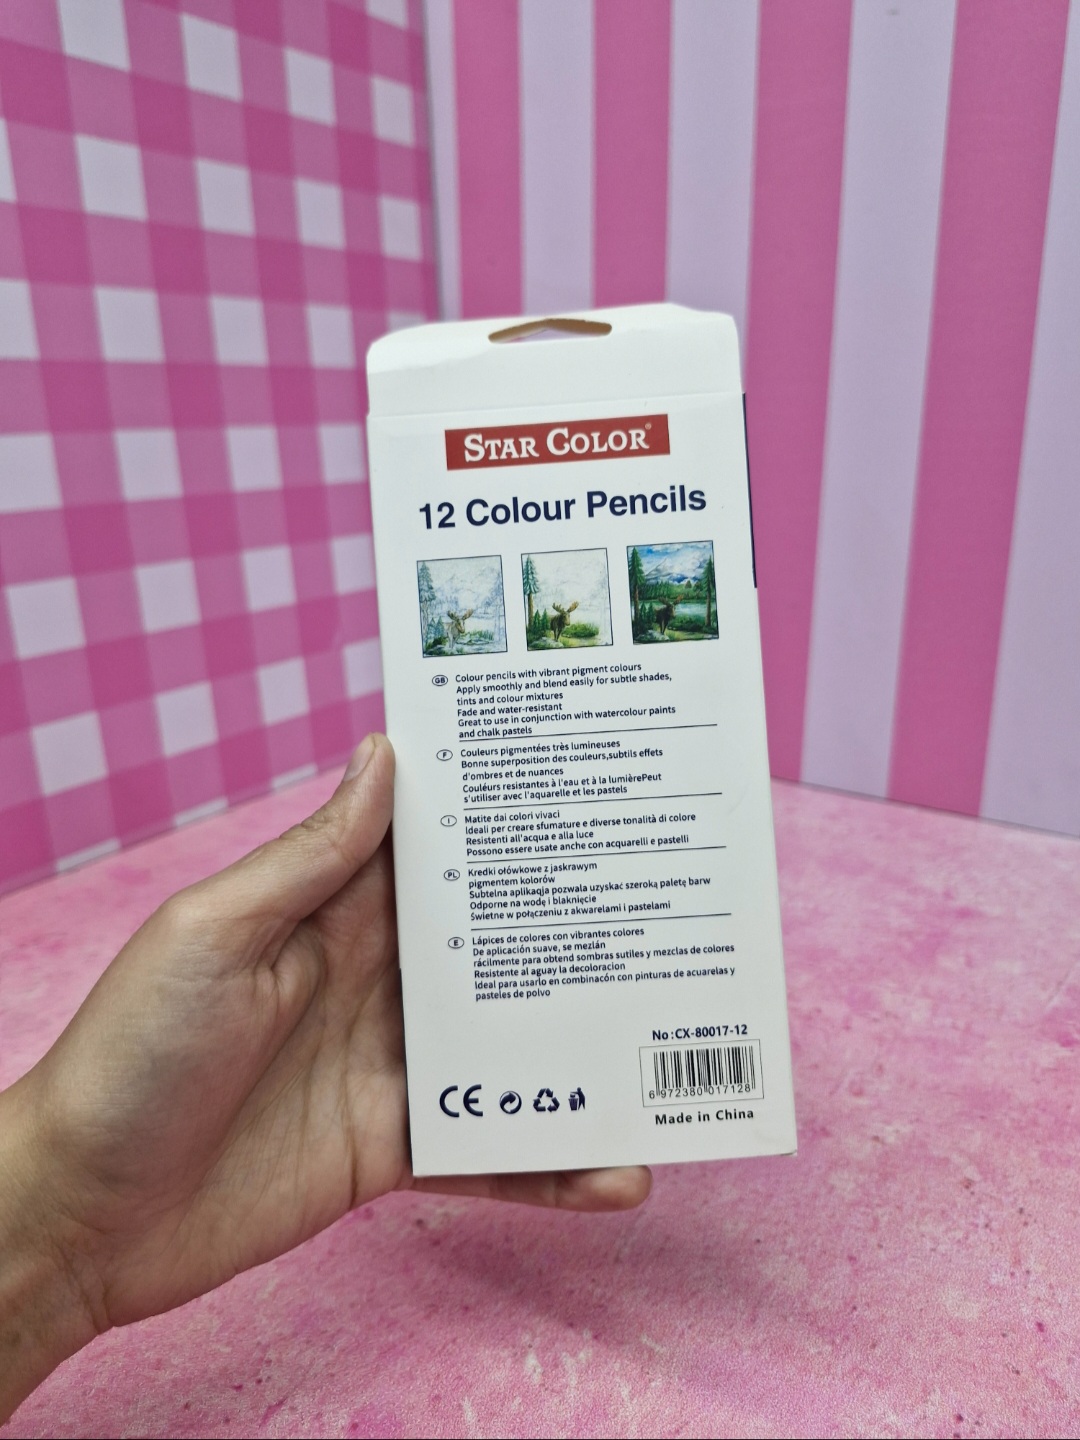 STAR COLOR®
12 Colour Pencils
GB Colour pencils with vibrant pigment colours
Apply smoothly and blend easily for subtle shades,
tints and colour mixtures
Fade and water-resistant
Great to use in conjunction with watercolour paints
and chalk pastels
F Couleurs pigmentées très lumineuses
Bonne superposition des couleurs,subtils effets
d'ombres et de nuances
Couléurs resistantes à l'eau et à la lumièrePeut
s'utiliser avec l'aquarelle et les pastels
I Matite dai colori vivaci
Ideali per creare sfumature e diverse tonalità di colore
Resistenti all'acqua e alla luce
Possono essere usate anche con acquarelli e pastelli
PL Kredki ołówkowe z jaskrawym
pigmentem kolorów
Subtelna aplikaqja pozwala uzyskać szeroką paletę barw
Odporne na wodę i blaknięcie
Świetne w połączeniu z akwarelami i pastelami
E Lápices de colores con vibrantes colores
De aplicación suave, se mezlán
rácilmente para obtend sombras sutiles y mezclas de colores
Resistente al aguay la decoloracion
Ideal para usarlo en combinacón con pinturas de acuarelas y
pasteles de polvo
No:CX-80017-12
6 972380 017128
CE
Made in China